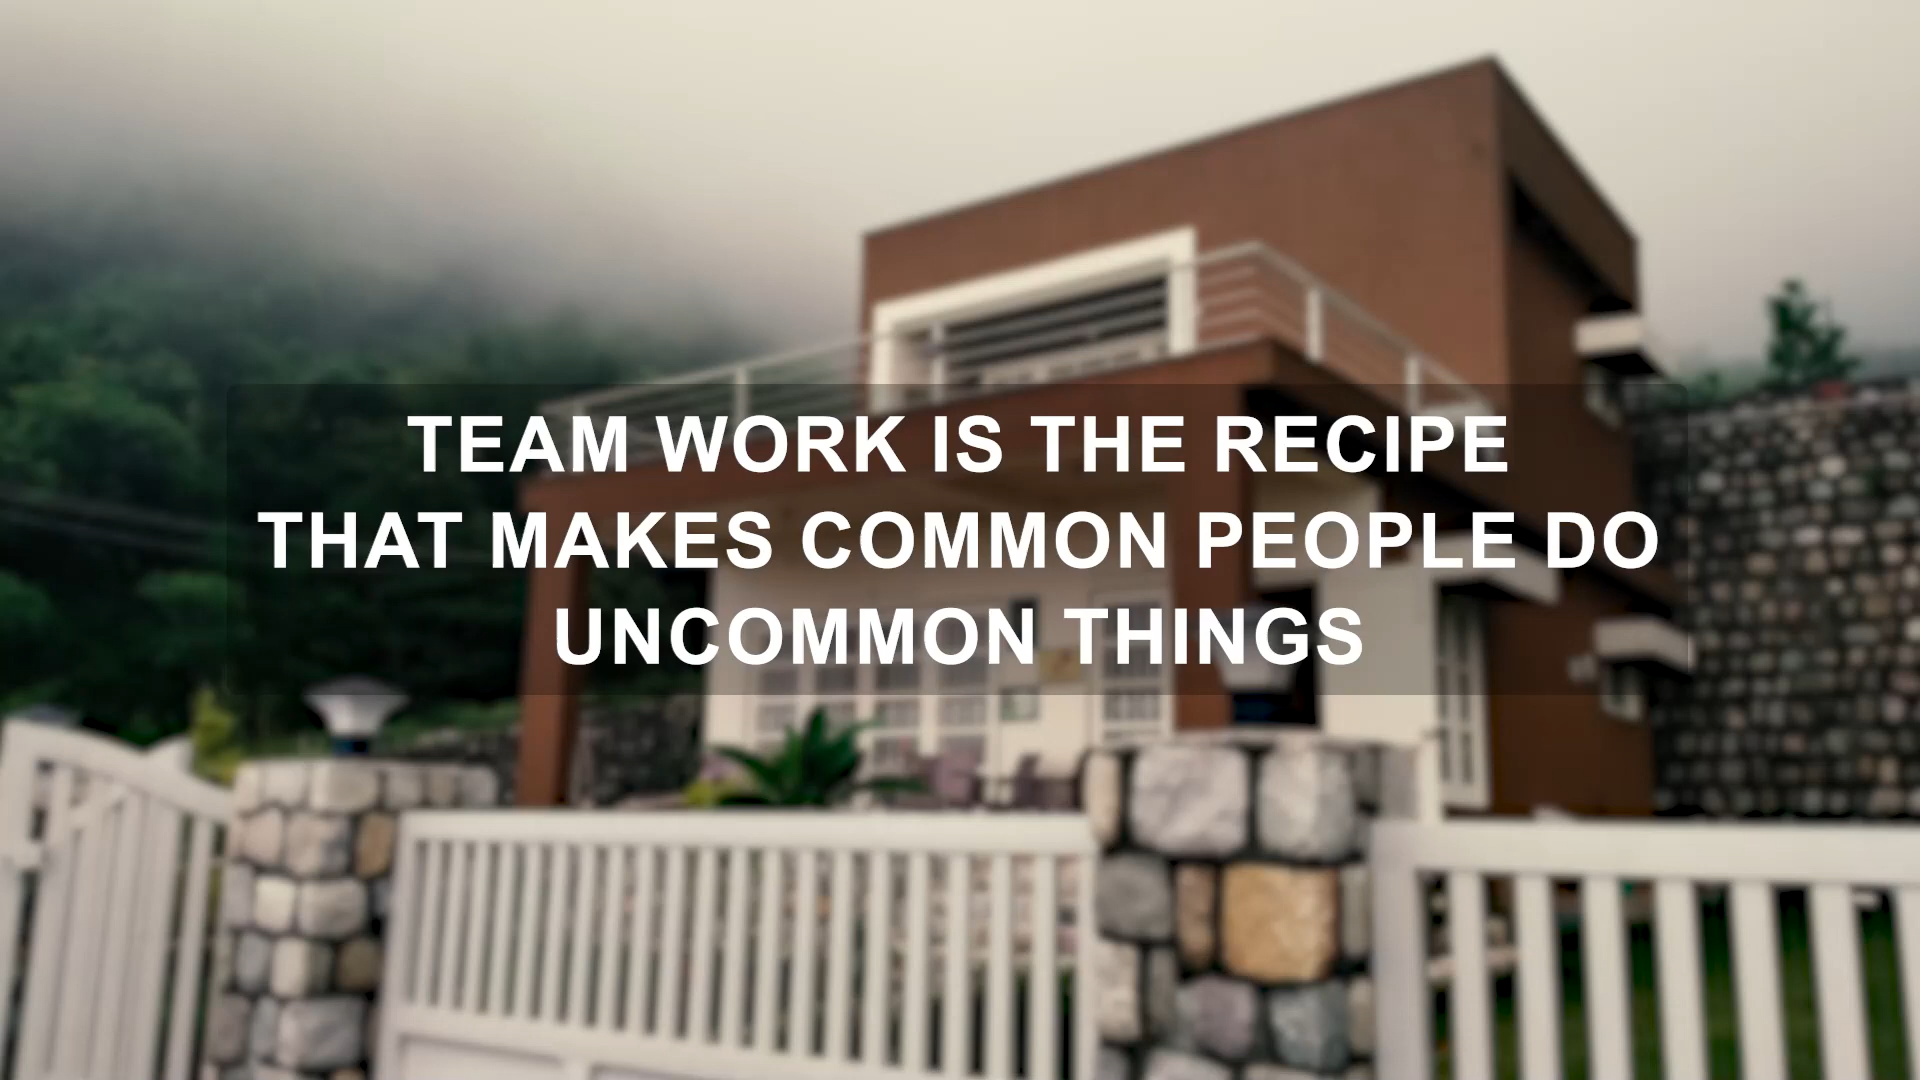 TEAM WORK IS THE RECIPE
THAT MAKES COMMON PEOPLE DO
UNCOMMON THINGS